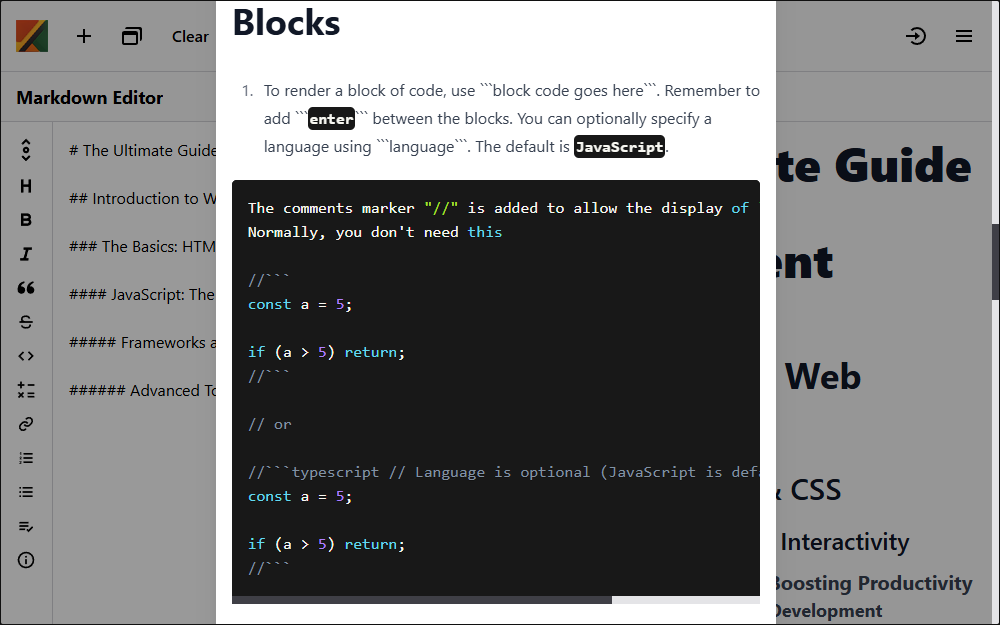 Clear
Markdown Editor
# The Ultimate Guide
## Introduction to W
### The Basics: HTM
#### JavaScript: The
##### Frameworks a
###### Advanced To
Blocks
1. To render a block of code, use ```block code goes here```. Remember to
add ```enter``` between the blocks. You can optionally specify a
language using ```language```. The default is JavaScript.
The comments marker "//" is added to allow the display of `
Normally, you don't need this
//```
const a = 5;
if (a > 5) return;
//```
// or
//```typescript // Language is optional (JavaScript is defa
const a = 5;
if (a > 5) return;
//```
te Guide
ent
Web
& CSS
Interactivity
Boosting Productivity
Development